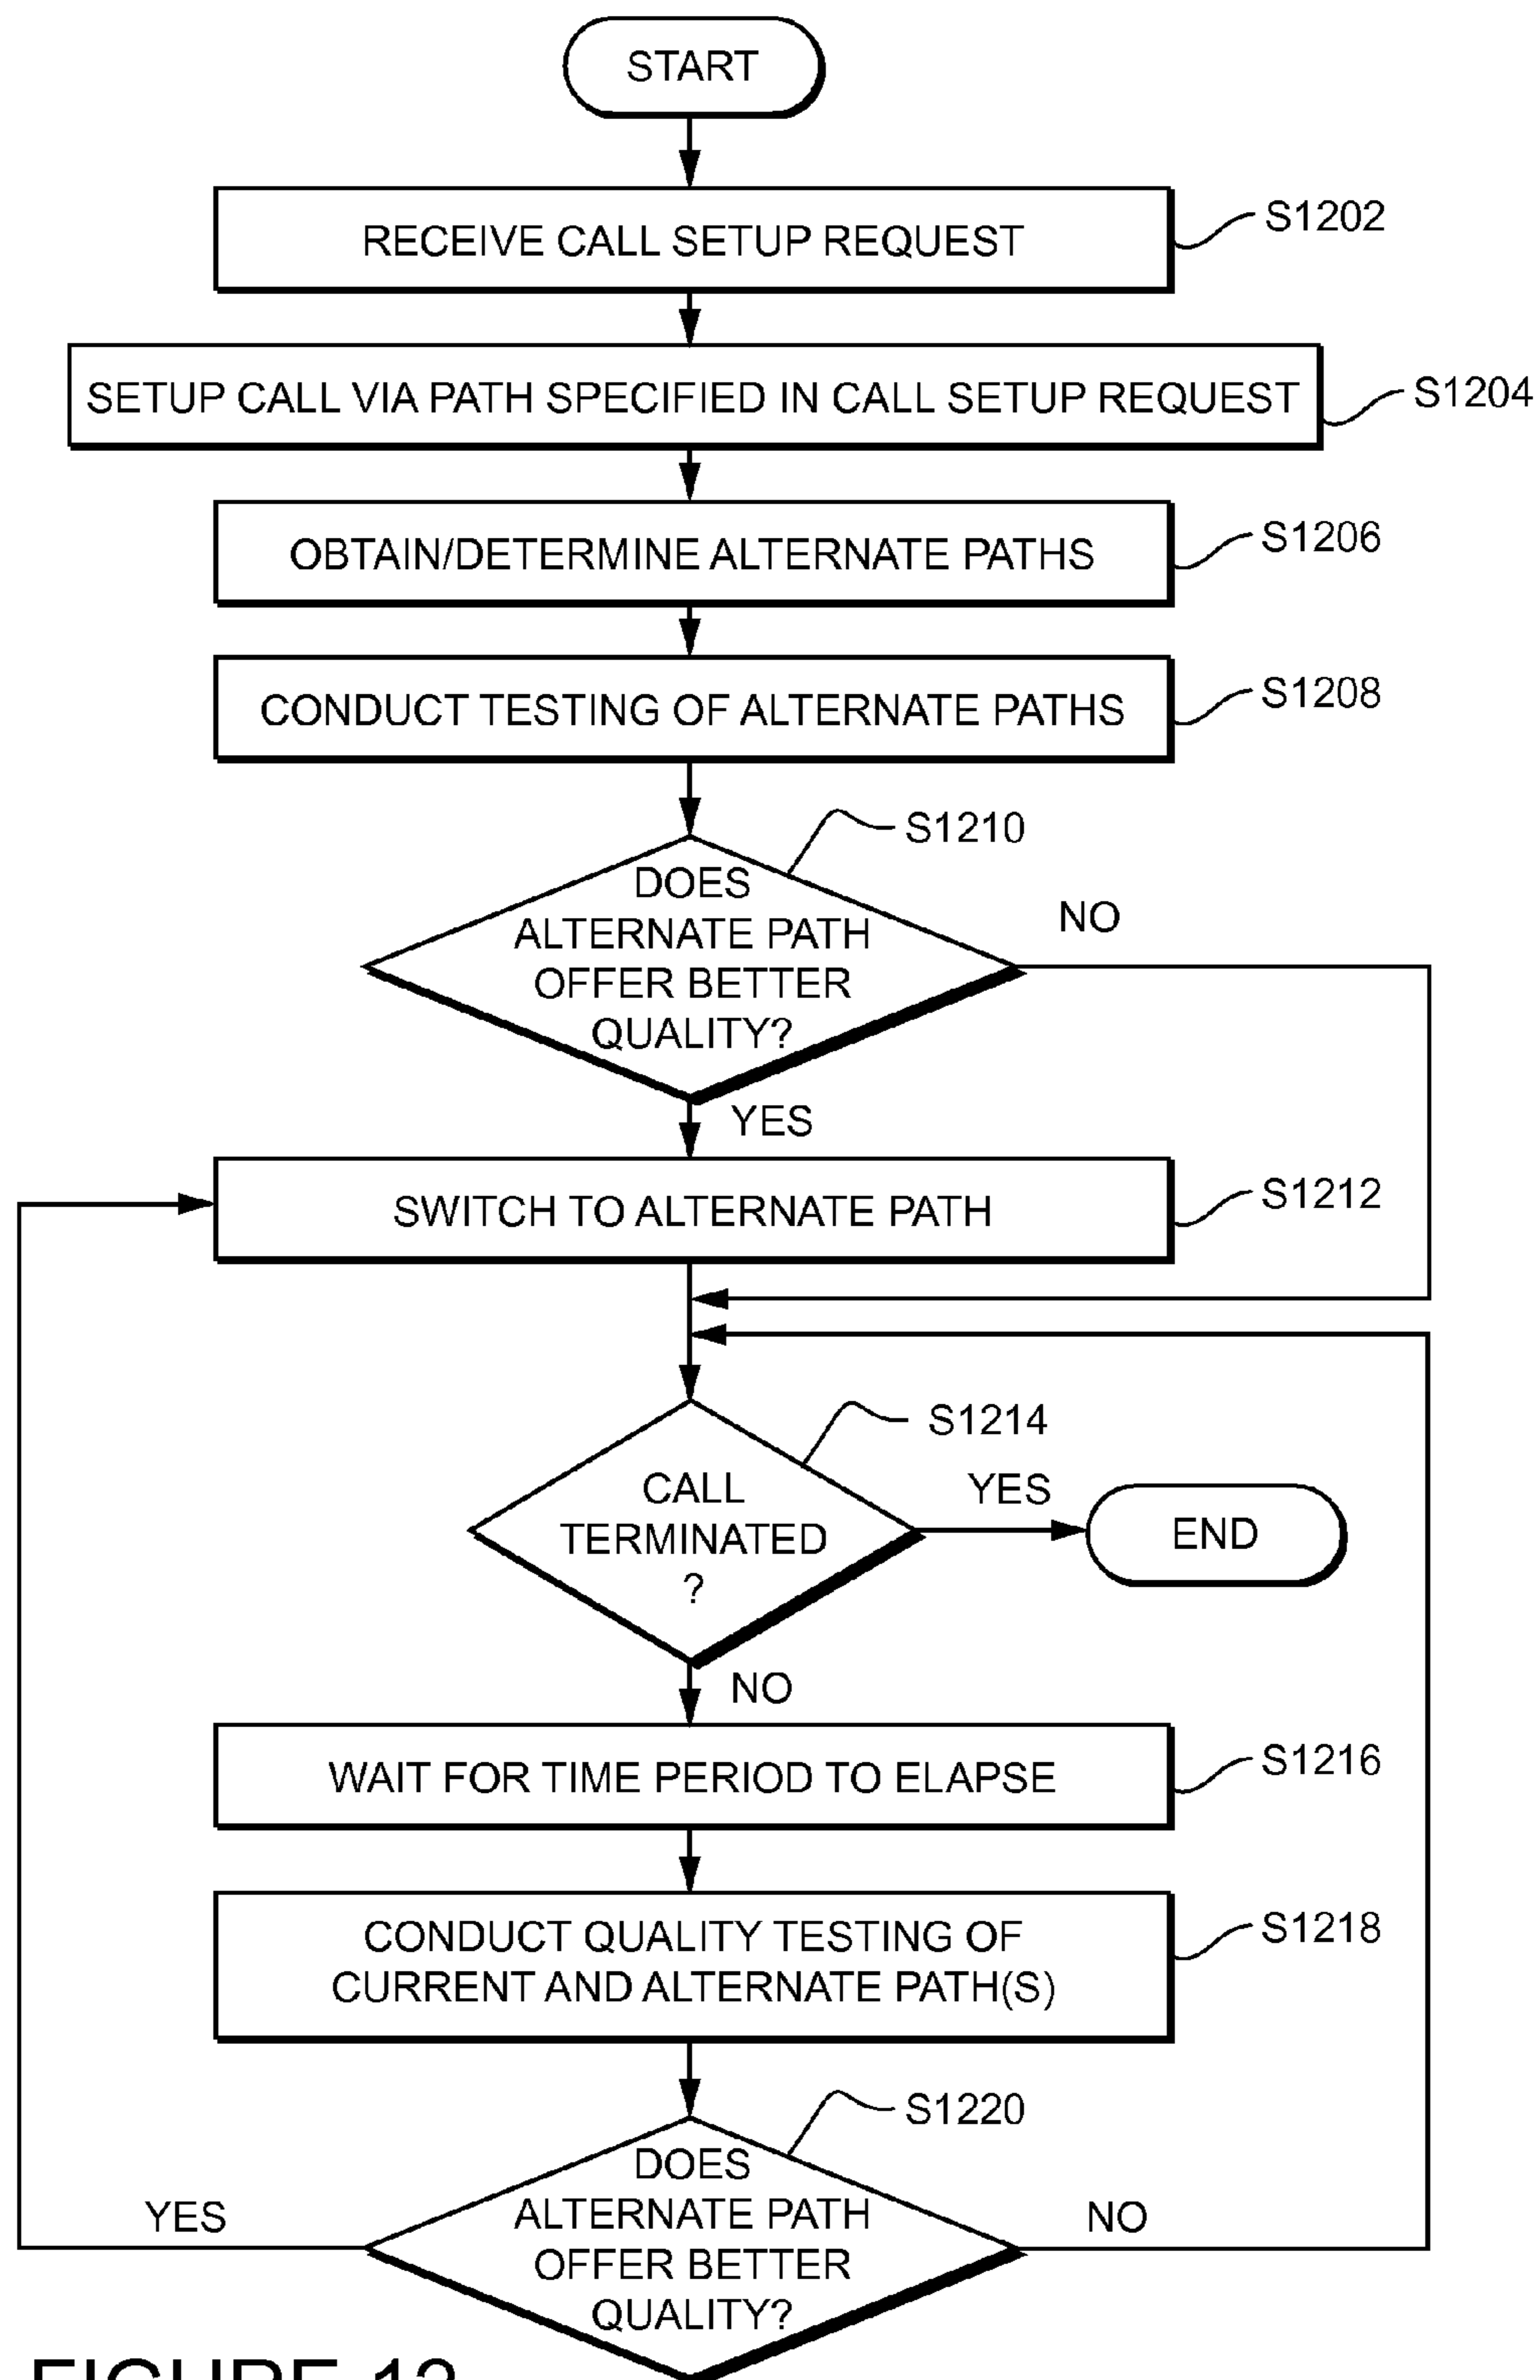 START
RECEIVE CALL SETUP REQUEST
S1202
SETUP CALL VIA PATH SPECIFIED IN CALL SETUP REQUEST
S1204
OBTAIN/DETERMINE ALTERNATE PATHS
S1206
CONDUCT TESTING OF ALTERNATE PATHS
S1208
S1210
DOES
ALTERNATE PATH
OFFER BETTER
QUALITY?
NO
YES
SWITCH TO ALTERNATE PATH
S1212
S1214
CALL
TERMINATED
?
YES
END
NO
WAIT FOR TIME PERIOD TO ELAPSE
S1216
CONDUCT QUALITY TESTING OF
CURRENT AND ALTERNATE PATH(S)
S1218
S1220
DOES
ALTERNATE PATH
OFFER BETTER
QUALITY?
YES
NO
FIGURE